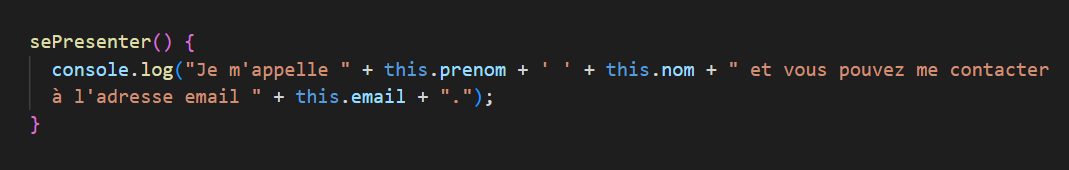 sePresenter() {
console.log("Je m'appelle " + this.prenom + ' ' + this.nom + " et vous pouvez me contacter
à l'adresse email " + this.email + ".");
}